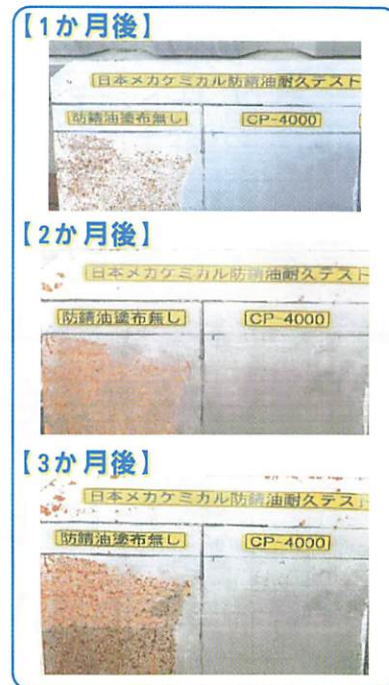 【1か月後】
日本メカケミカル防錆油耐久テスト
防錆油塗布無し
CP-4000
【2か月後】
日本メカケミカル防錆油耐久テスト
防錆油塗布無し
CP-4000
【3か月後】
日本メカケミカル防錆油耐久テス
防錆油塗布無し
CP-4000